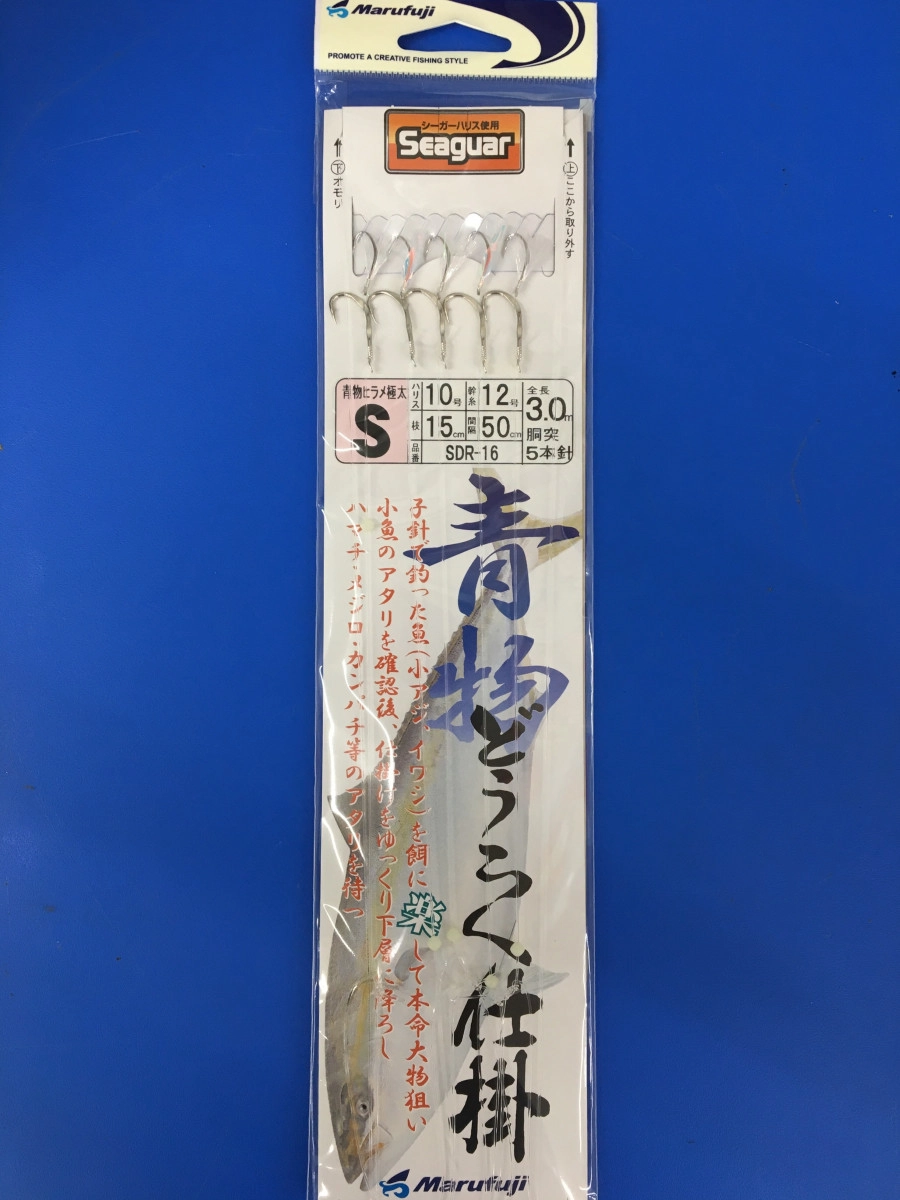 Marufuji
PROMOTE A CREATIVE FISHING STYLE
シーガーハリス使用
Seaguar
下 オモリ
上 ここから取り外す
青物ヒラメ極太
S
ハリス 10号 幹糸 12号
枝 15cm 間隔 50cm
品番 SDR-16
全長
3.0m
胴突
5本針
青物
どうらく仕掛
子針で釣った魚(小アジ、イワシ)を餌に楽して本命大物狙い
小魚のアタリを確認後、仕掛けをゆっくり下層に降ろし
ハマチ・メジロ・カンパチ等のアタリを待つ
Marufuji